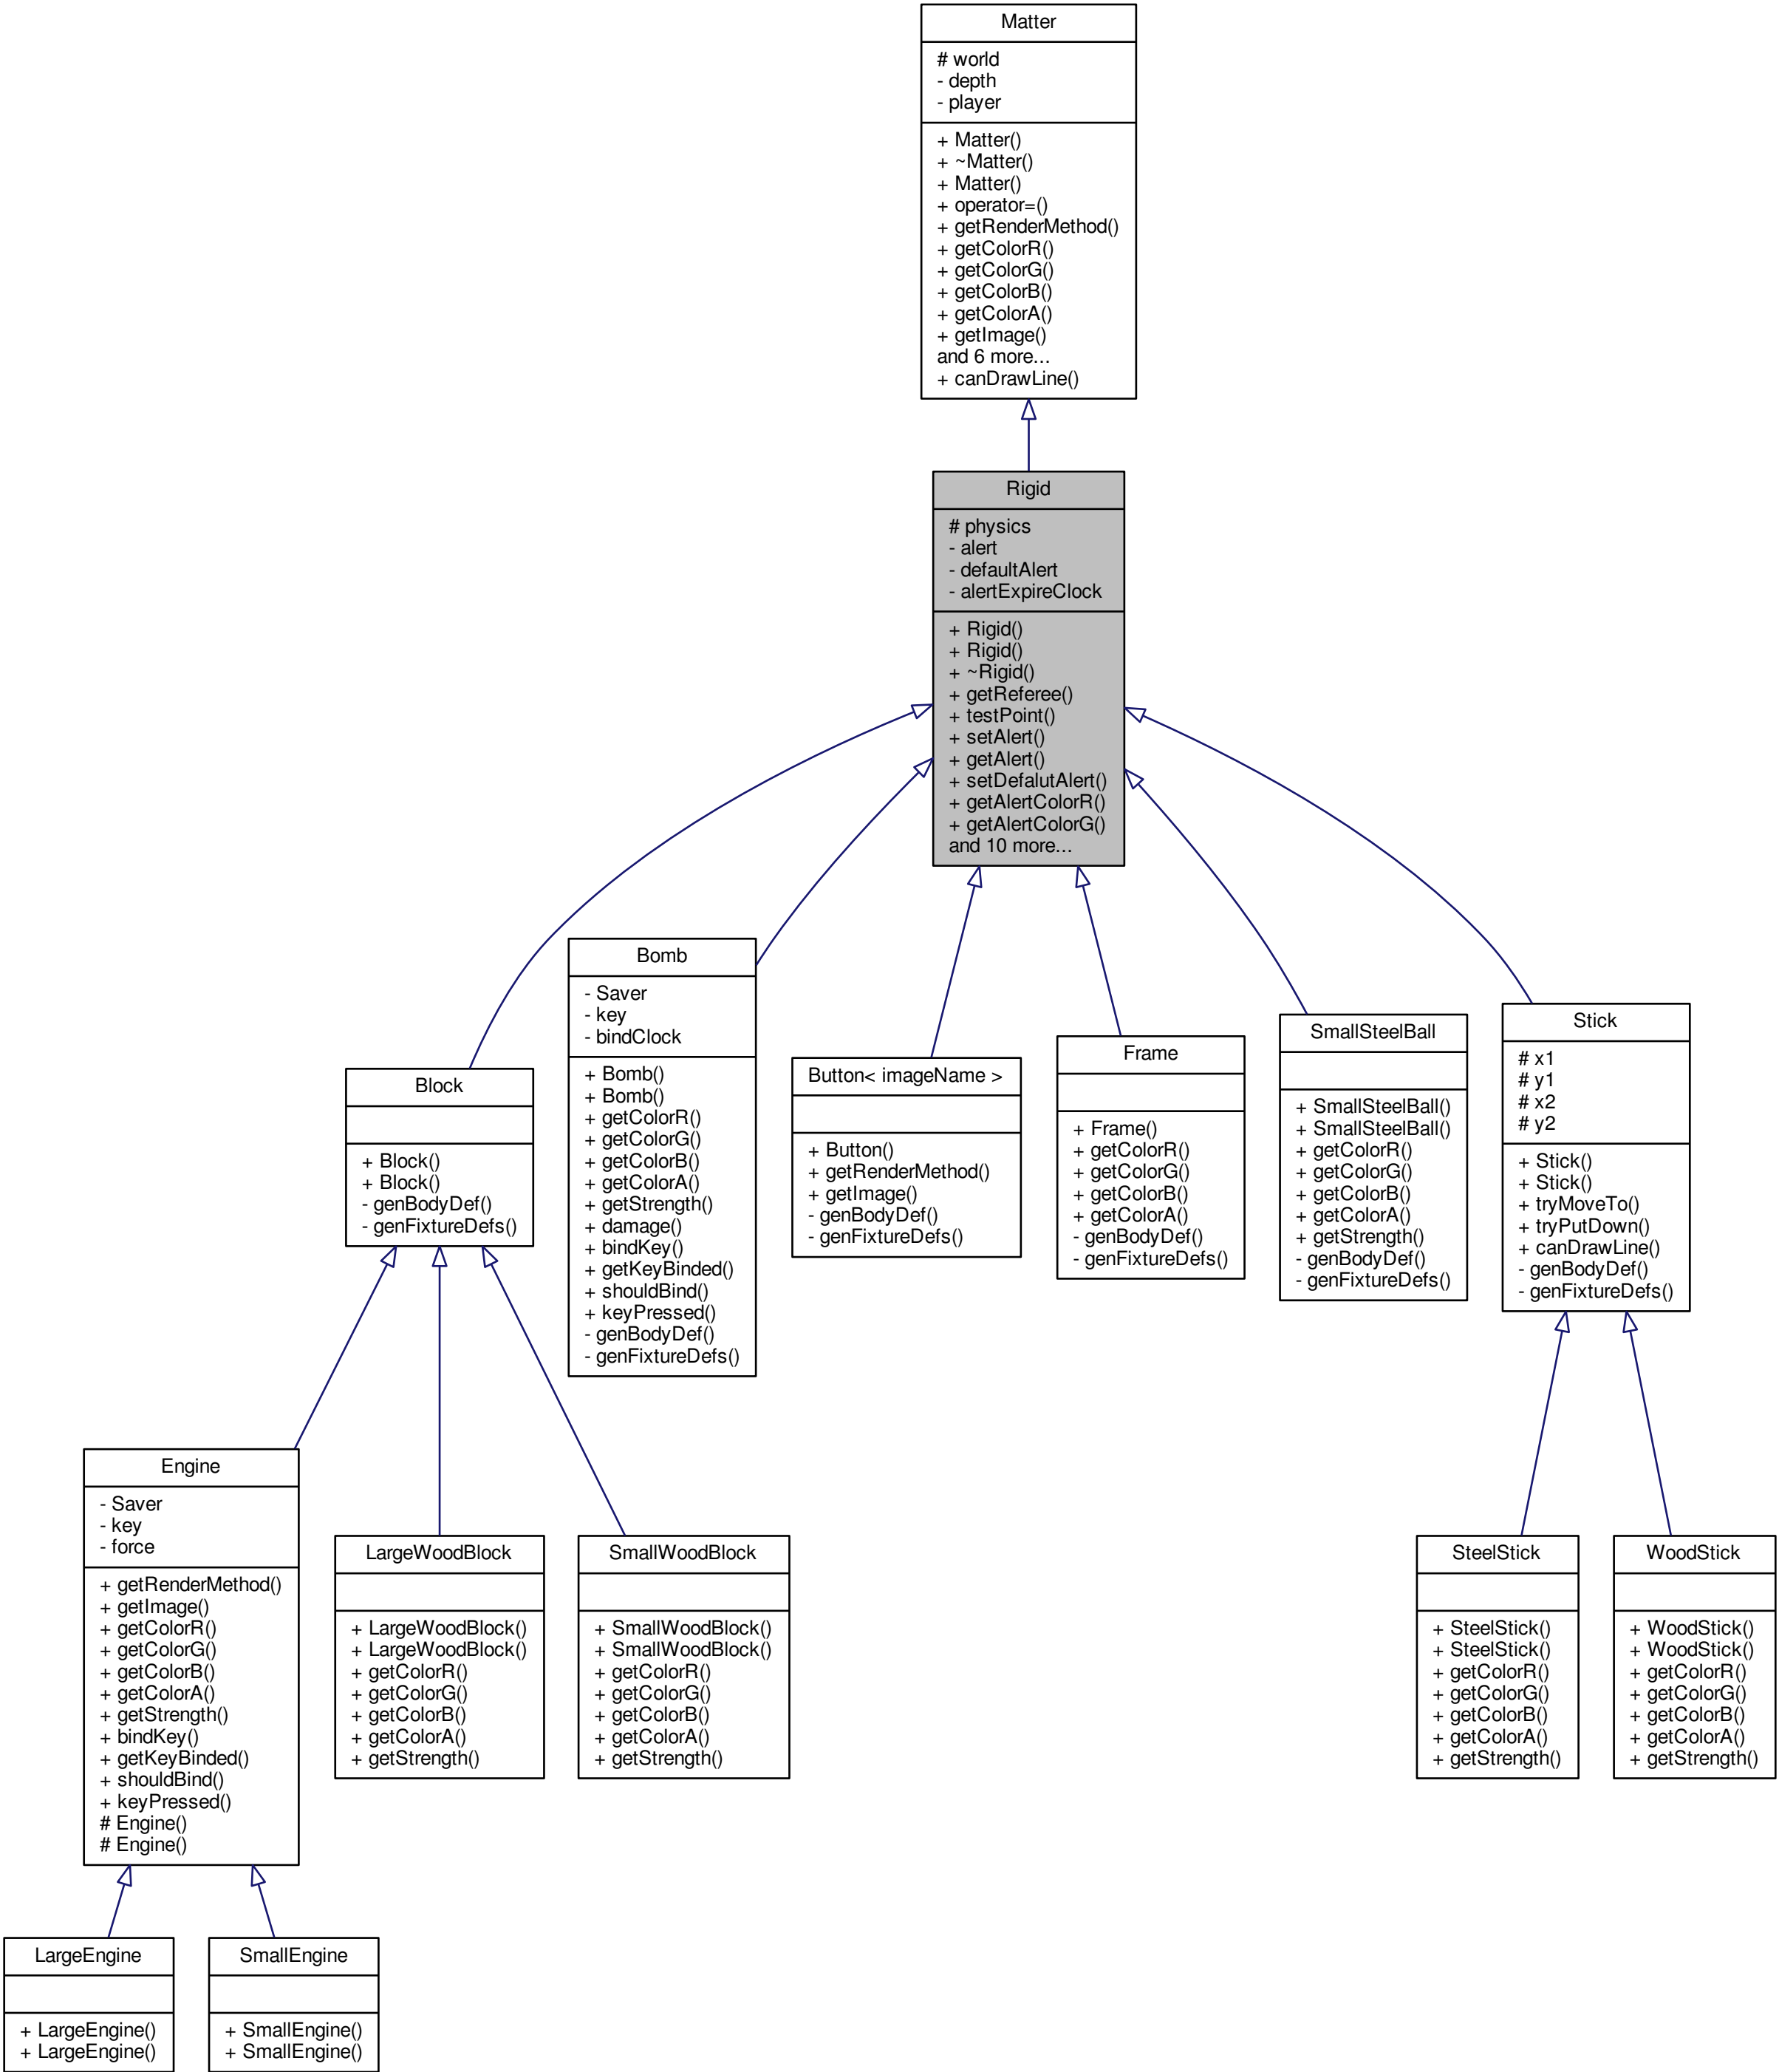 Matter
# world
- depth
- player
+ Matter()
+ ~Matter()
+ Matter()
+ operator=()
+ getRenderMethod()
+ getColorR()
+ getColorG()
+ getColorB()
+ getColorA()
+ getImage()
and 6 more...
+ canDrawLine()
Rigid
# physics
- alert
- defaultAlert
- alertExpireClock
+ Rigid()
+ Rigid()
+ ~Rigid()
+ getReferee()
+ testPoint()
+ setAlert()
+ getAlert()
+ setDefalutAlert()
+ getAlertColorR()
+ getAlertColorG()
and 10 more...
Block
+ Block()
+ Block()
- genBodyDef()
- genFixtureDefs()
Bomb
- Saver
- key
- bindClock
+ Bomb()
+ Bomb()
+ getColorR()
+ getColorG()
+ getColorB()
+ getColorA()
+ getStrength()
+ damage()
+ bindKey()
+ getKeyBinded()
+ shouldBind()
+ keyPressed()
- genBodyDef()
- genFixtureDefs()
Button< imageName >
+ Button()
+ getRenderMethod()
+ getImage()
- genBodyDef()
- genFixtureDefs()
Frame
+ Frame()
+ getColorR()
+ getColorG()
+ getColorB()
+ getColorA()
- genBodyDef()
- genFixtureDefs()
SmallSteelBall
+ SmallSteelBall()
+ SmallSteelBall()
+ getColorR()
+ getColorG()
+ getColorB()
+ getColorA()
+ getStrength()
- genBodyDef()
- genFixtureDefs()
Stick
# x1
# y1
# x2
# y2
+ Stick()
+ Stick()
+ tryMoveTo()
+ tryPutDown()
+ canDrawLine()
- genBodyDef()
- genFixtureDefs()
Engine
- Saver
- key
- force
+ getRenderMethod()
+ getImage()
+ getColorR()
+ getColorG()
+ getColorB()
+ getColorA()
+ getStrength()
+ bindKey()
+ getKeyBinded()
+ shouldBind()
+ keyPressed()
# Engine()
# Engine()
LargeWoodBlock
+ LargeWoodBlock()
+ LargeWoodBlock()
+ getColorR()
+ getColorG()
+ getColorB()
+ getColorA()
+ getStrength()
SmallWoodBlock
+ SmallWoodBlock()
+ SmallWoodBlock()
+ getColorR()
+ getColorG()
+ getColorB()
+ getColorA()
+ getStrength()
SteelStick
+ SteelStick()
+ SteelStick()
+ getColorR()
+ getColorG()
+ getColorB()
+ getColorA()
+ getStrength()
WoodStick
+ WoodStick()
+ WoodStick()
+ getColorR()
+ getColorG()
+ getColorB()
+ getColorA()
+ getStrength()
LargeEngine
+ LargeEngine()
+ LargeEngine()
SmallEngine
+ SmallEngine()
+ SmallEngine()